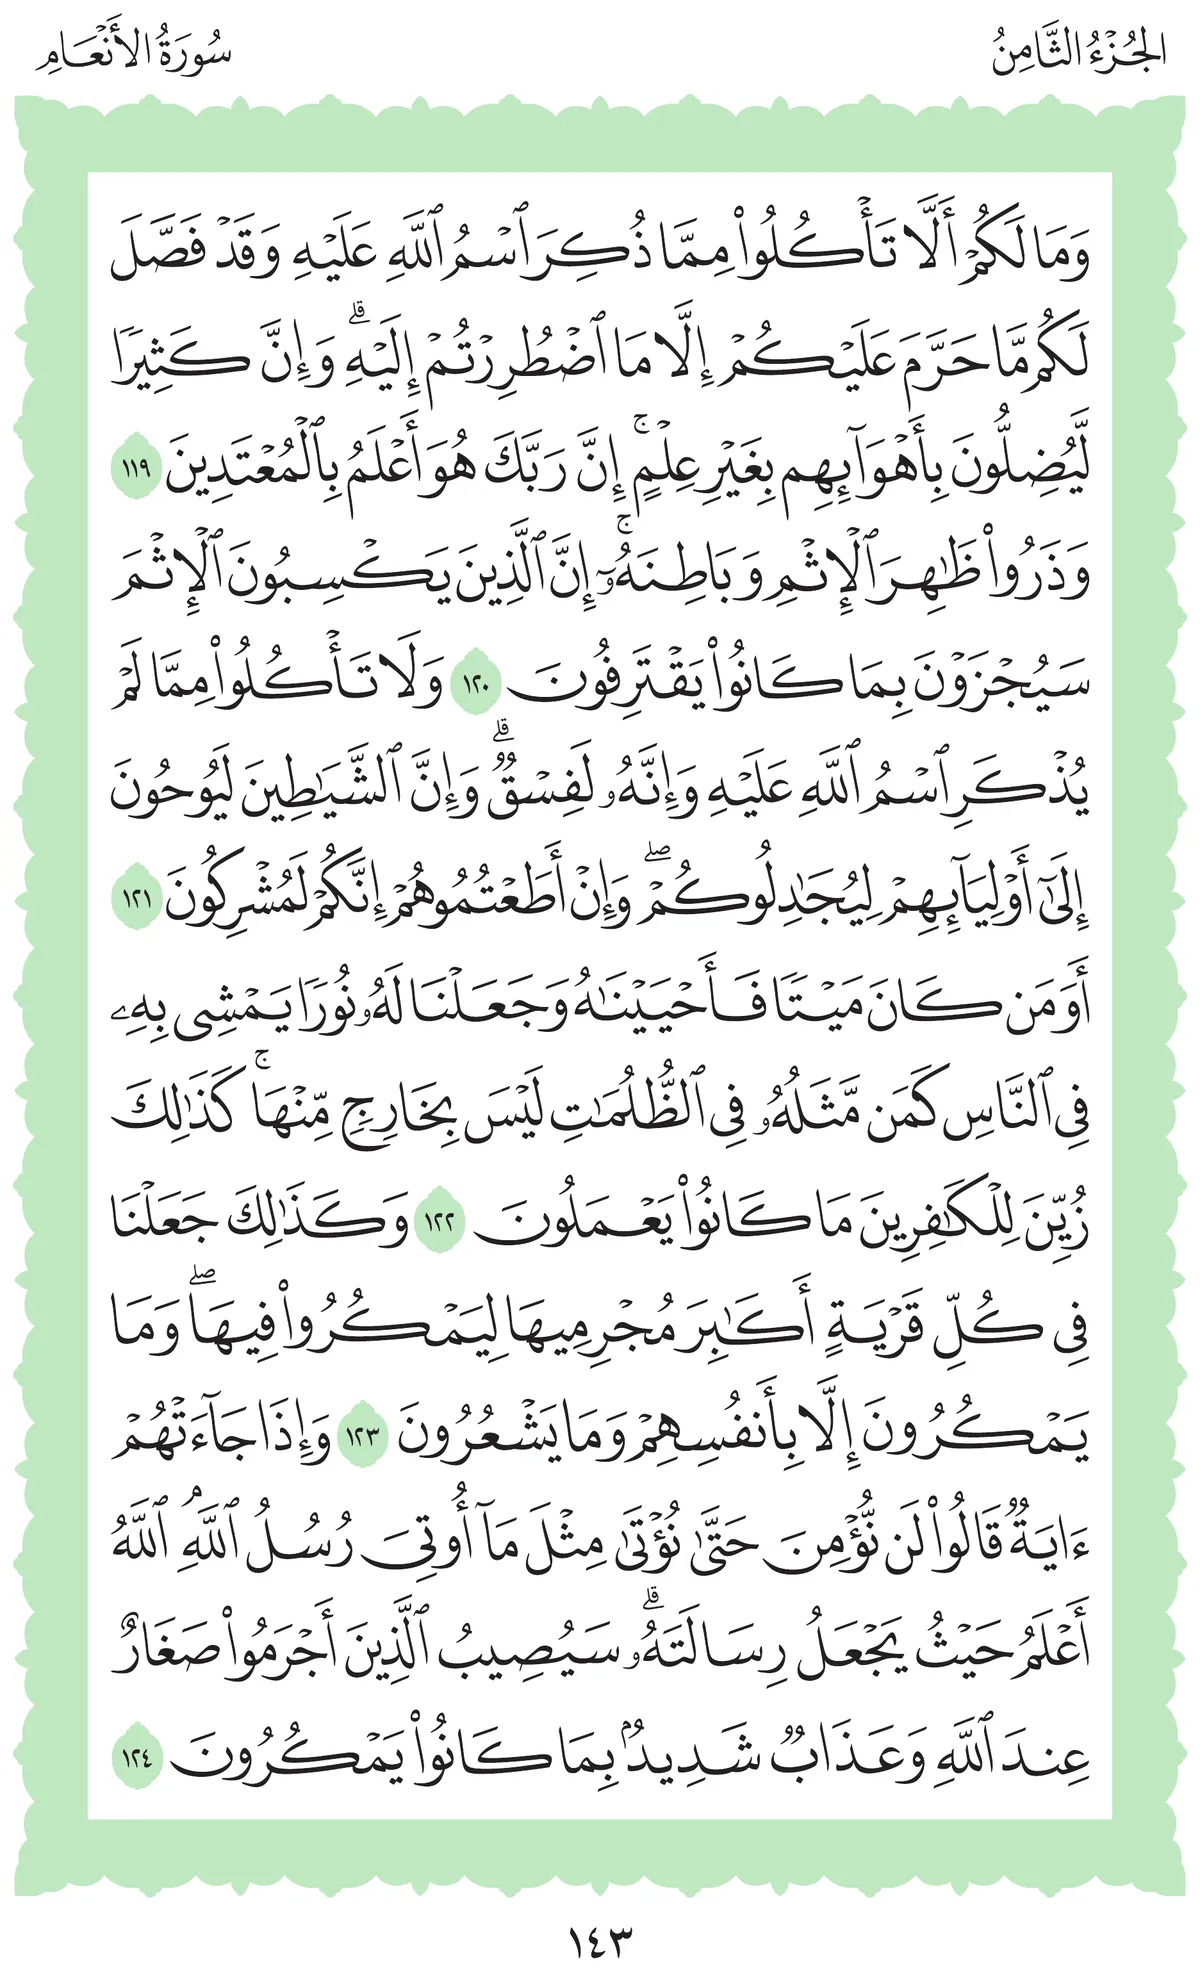 الجُزْءُ الثَّامِنُ
سُورَةُ الأَنْعَامِ
وَمَا لَكُمْ أَلَّا تَأْكُلُوا۟ مِمَّا ذُكِرَ ٱسْمُ ٱللَّهِ عَلَيْهِ وَقَدْ فَصَّلَ
لَكُم مَّا حَرَّمَ عَلَيْكُمْ إِلَّا مَا ٱضْطُرِرْتُمْ إِلَيْهِ ۗ وَإِنَّ كَثِيرًا
لَّيُضِلُّونَ بِأَهْوَآئِهِم بِغَيْرِ عِلْمٍ ۚ إِنَّ رَبَّكَ هُوَ أَعْلَمُ بِٱلْمُعْتَدِينَ ١١٩
وَذَرُوا۟ ظَٰهِرَ ٱلْإِثْمِ وَبَاطِنَهُۥٓ ۚ إِنَّ ٱلَّذِينَ يَكْسِبُونَ ٱلْإِثْمَ
سَيُجْزَوْنَ بِمَا كَانُوا۟ يَقْتَرِفُونَ ١٢٠ وَلَا تَأْكُلُوا۟ مِمَّا لَمْ
يُذْكَرِ ٱسْمُ ٱللَّهِ عَلَيْهِ وَإِنَّهُۥ لَفِسْقٌ ۗ وَإِنَّ ٱلشَّيَٰطِينَ لَيُوحُونَ
إِلَىٰٓ أَوْلِيَآئِهِمْ لِيُجَٰدِلُوكُمْ ۖ وَإِنْ أَطَعْتُمُوهُمْ إِنَّكُمْ لَمُشْرِكُونَ ١٢١
أَوَمَن كَانَ مَيْتًا فَأَحْيَيْنَٰهُ وَجَعَلْنَا لَهُۥ نُورًا يَمْشِى بِهِۦ
فِى ٱلنَّاسِ كَمَن مَّثَلُهُۥ فِى ٱلظُّلُمَٰتِ لَيْسَ بِخَارِجٍ مِّنْهَا ۚ كَذَٰلِكَ
زُيِّنَ لِلْكَٰفِرِينَ مَا كَانُوا۟ يَعْمَلُونَ ١٢٢ وَكَذَٰلِكَ جَعَلْنَا
فِى كُلِّ قَرْيَةٍ أَكَٰبِرَ مُجْرِمِيهَا لِيَمْكُرُوا۟ فِيهَا ۖ وَمَا
يَمْكُرُونَ إِلَّا بِأَنفُسِهِمْ وَمَا يَشْعُرُونَ ١٢٣ وَإِذَا جَآءَتْهُمْ
ءَايَةٌ قَالُوا۟ لَن نُّؤْمِنَ حَتَّىٰ نُؤْتَىٰ مِثْلَ مَآ أُوتِىَ رُسُلُ ٱللَّهِ ۘ ٱللَّهُ
أَعْلَمُ حَيْثُ يَجْعَلُ رِسَالَتَهُۥ ۗ سَيُصِيبُ ٱلَّذِينَ أَجْرَمُوا۟ صَغَارٌ
عِندَ ٱللَّهِ وَعَذَابٌ شَدِيدٌۢ بِمَا كَانُوا۟ يَمْكُرُونَ ١٢٤
١٤٣